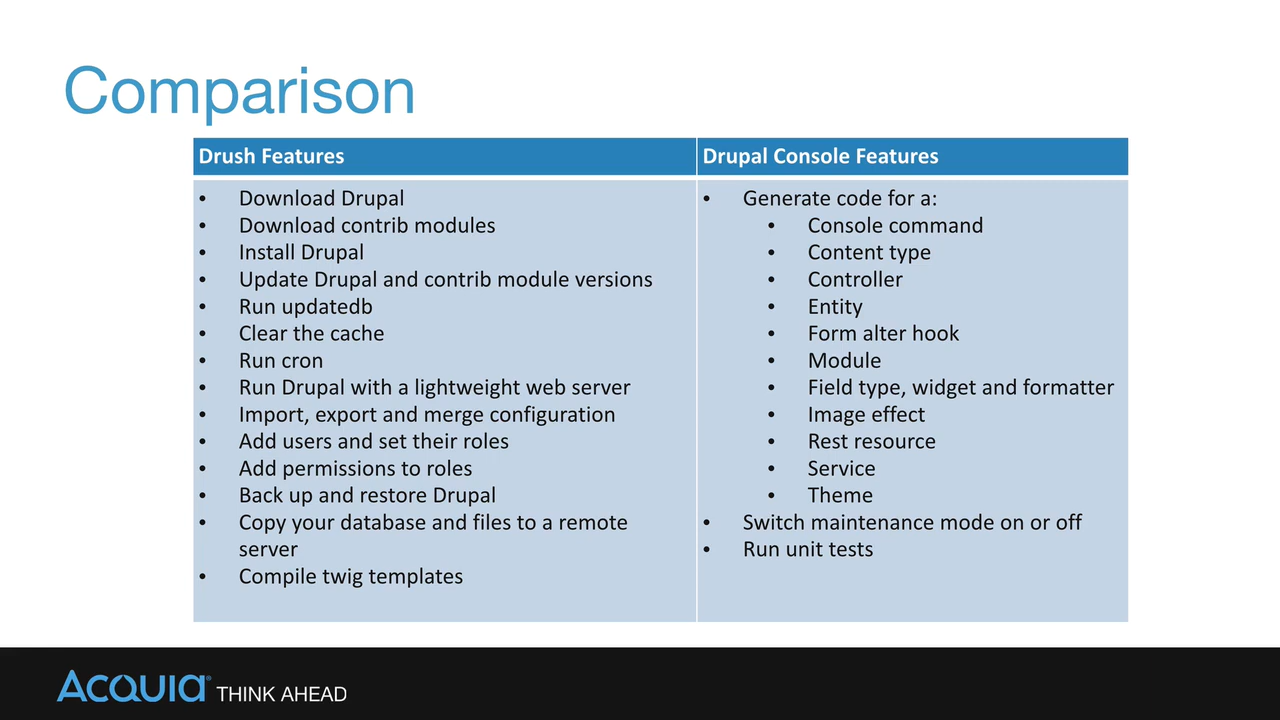 Comparison
Drush Features
Download Drupal
Download contrib modules
Install Drupal
Update Drupal and contrib module versions
Run updatedb
Clear the cache
Run cron
Run Drupal with a lightweight web server
Import, export and merge configuration
Add users and set their roles
Add permissions to roles
Back up and restore Drupal
Copy your database and files to a remote
server
Compile twig templates
Drupal Console Features
Generate code for a:
Console command
Content type
Controller
Entity
Form alter hook
Module
Field type, widget and formatter
Image effect
Rest resource
Service
Theme
Switch maintenance mode on or off
Run unit tests
ACQUIA® THINK AHEAD